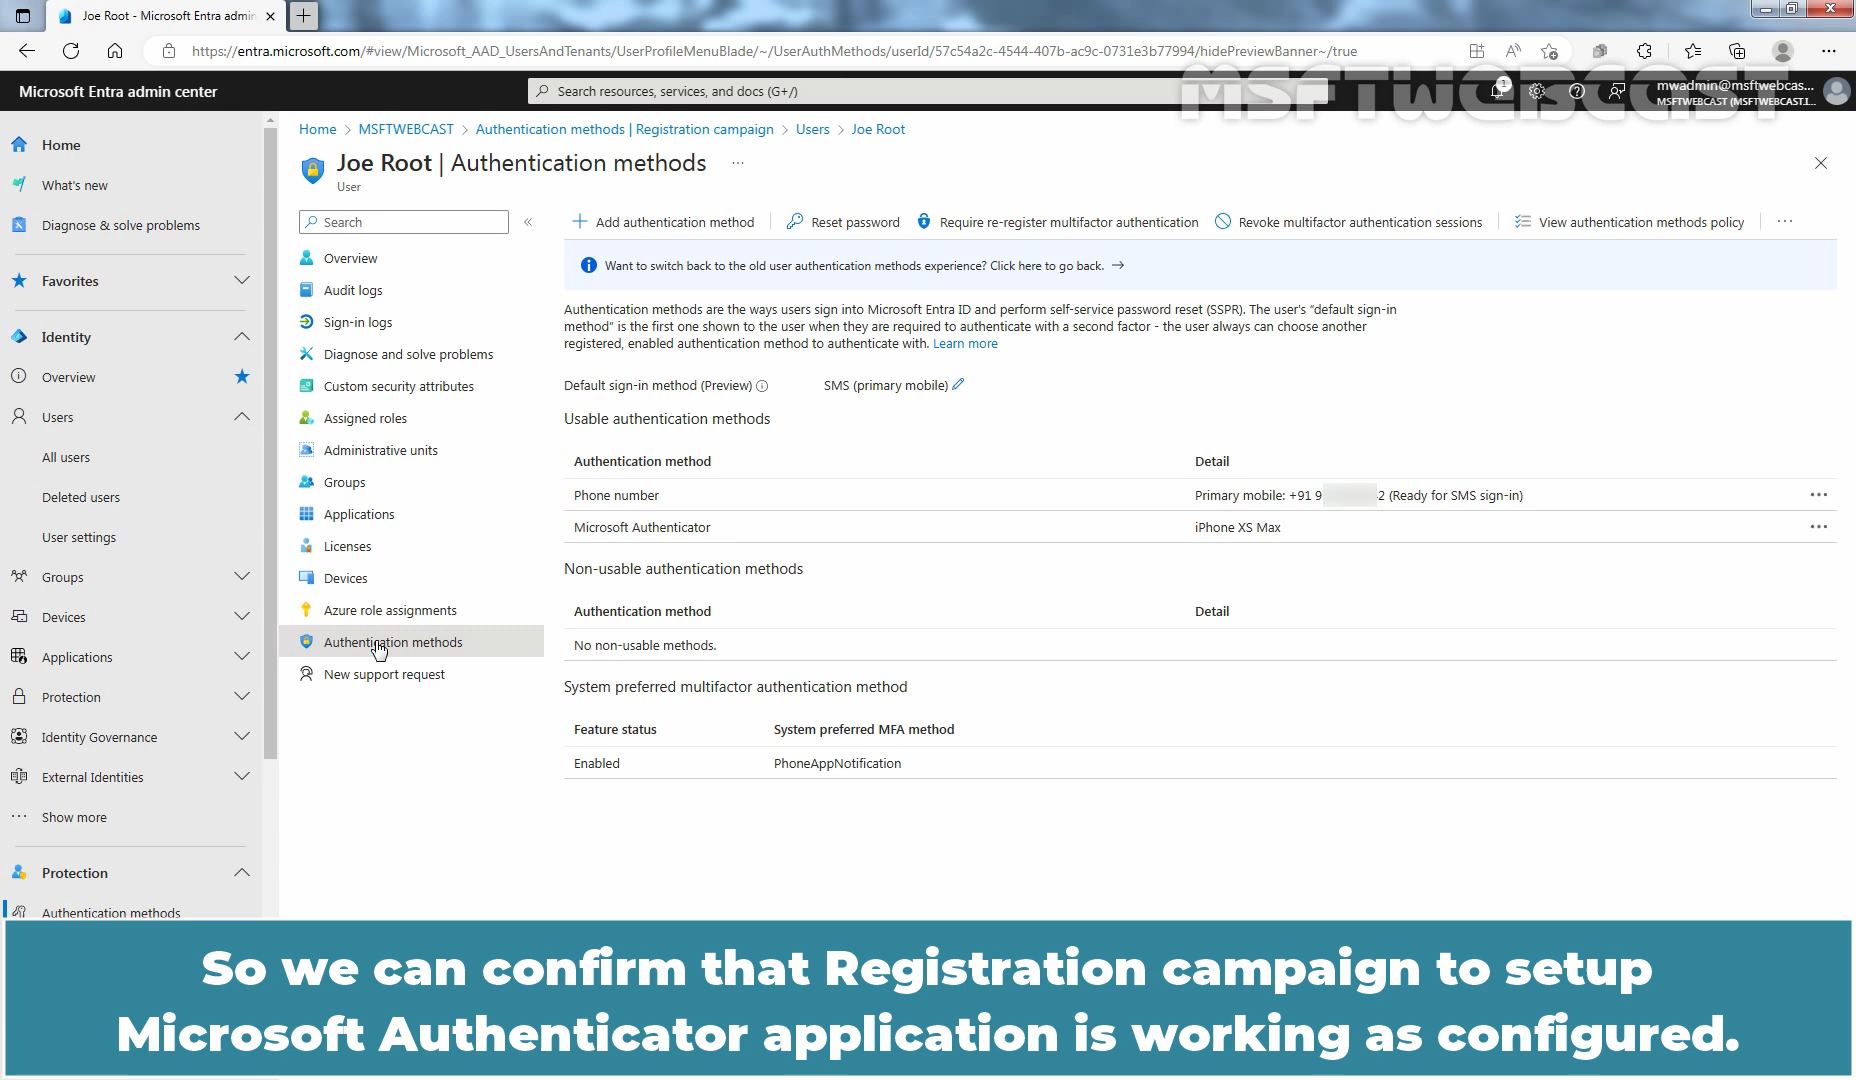 Joe Root - Microsoft Entra admin
https://entra.microsoft.com/#view/Microsoft_AAD_UsersAndTenants/UserProfileMenuBlade/~/UserAuthMethods/userId/57c54a2c-4544-407b-ac9c-0731e3b77994/hidePreviewBanner~/true
MSFTWEBCAST
Microsoft Entra admin center
Search resources, services, and docs (G+/)
1
mwadmin@msftwebcas...
MSFTWEBCAST (MSFTWEBCAST.I...
Home > MSFTWEBCAST > Authentication methods | Registration campaign > Users > Joe Root
Joe Root | Authentication methods ...
User
Home
What's new
Diagnose & solve problems
Favorites
Identity
Overview
Users
All users
Deleted users
User settings
Groups
Devices
Applications
Protection
Identity Governance
External Identities
Show more
Protection
Authentication methods
Search
Overview
Audit logs
Sign-in logs
Diagnose and solve problems
Custom security attributes
Assigned roles
Administrative units
Groups
Applications
Licenses
Devices
Azure role assignments
Authentication methods
New support request
Add authentication method Reset password Require re-register multifactor authentication Revoke multifactor authentication sessions View authentication methods policy
Want to switch back to the old user authentication methods experience? Click here to go back. →
Authentication methods are the ways users sign into Microsoft Entra ID and perform self-service password reset (SSPR). The user's “default sign-in
method” is the first one shown to the user when they are required to authenticate with a second factor - the user always can choose another
registered, enabled authentication method to authenticate with. Learn more
Default sign-in method (Preview) SMS (primary mobile)
Usable authentication methods
Authentication method Detail
Phone number Primary mobile: +91 9 2 (Ready for SMS sign-in)
Microsoft Authenticator iPhone XS Max
Non-usable authentication methods
Authentication method Detail
No non-usable methods.
System preferred multifactor authentication method
Feature status System preferred MFA method
Enabled PhoneAppNotification
So we can confirm that Registration campaign to setup
Microsoft Authenticator application is working as configured.